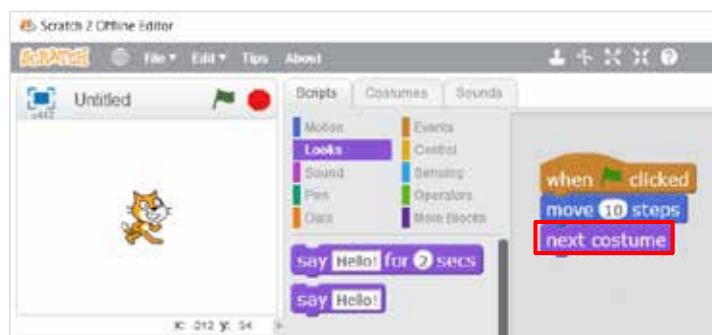 Scratch 2 Offline Editor
SCRATCH File Edit Tips About
Untitled
Scripts Costumes Sounds
Motion Events
Looks Control
Sound Sensing
Pen Operators
Data More Blocks
say Hello! for 2 secs
say Hello!
when clicked
move 10 steps
next costume